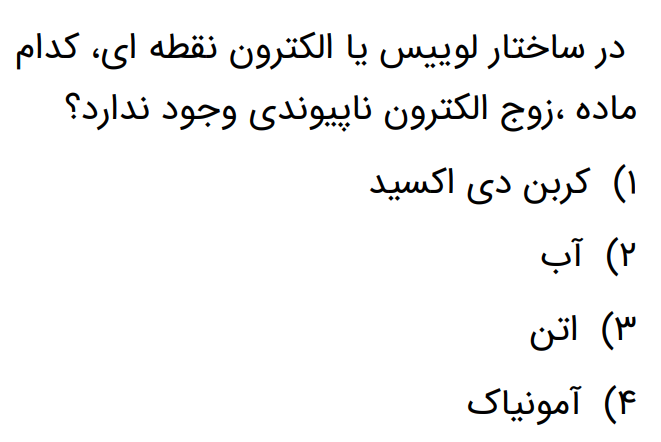 در ساختار لوییس یا الکترون نقطه ای، کدام
ماده ،زوج الکترون ناپیوندی وجود ندارد؟
۱) کربن دی اکسید
۲) آب
۳) اتن
۴) آمونیاک